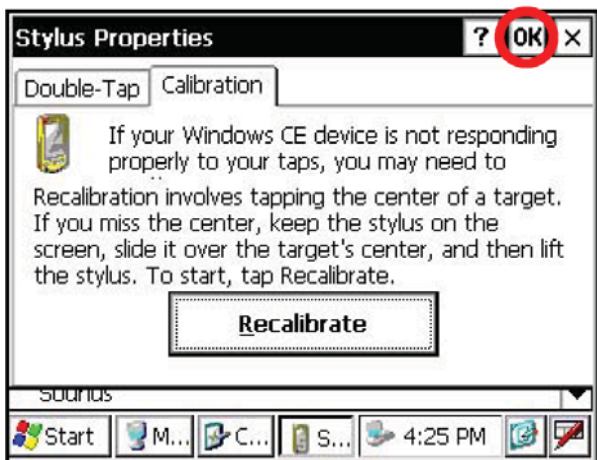 Stylus Properties ? OK ×
Double-Tap Calibration
If your Windows CE device is not responding
properly to your taps, you may need to
Recalibration involves tapping the center of a target.
If you miss the center, keep the stylus on the
screen, slide it over the target's center, and then lift
the stylus. To start, tap Recalibrate.
Recalibrate
Sounds
Start M... C... S... 4:25 PM